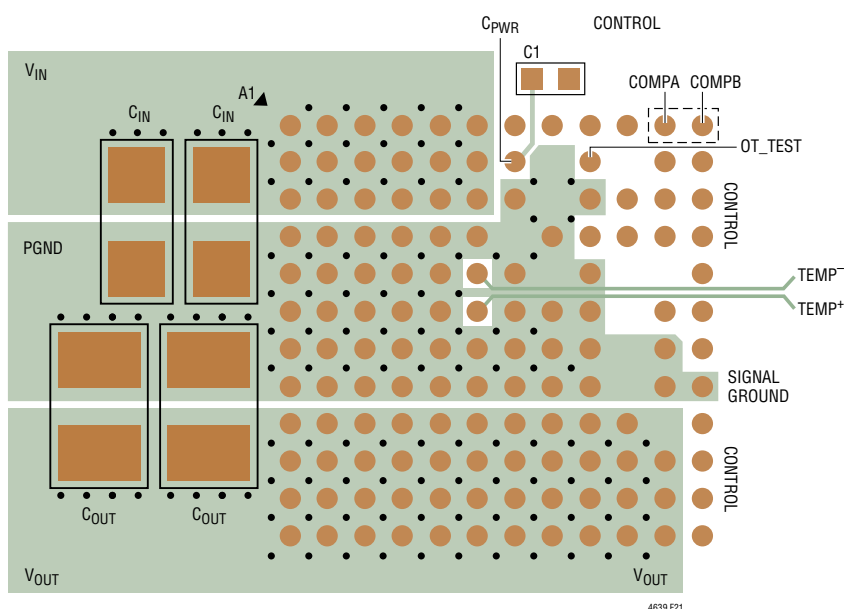 CPWR
CONTROL
C1
VIN
A1
CIN
CIN
COMPA
COMPB
OT_TEST
CONTROL
PGND
TEMP–
TEMP+
SIGNAL
GROUND
CONTROL
COUT
COUT
VOUT
VOUT
4639 F21